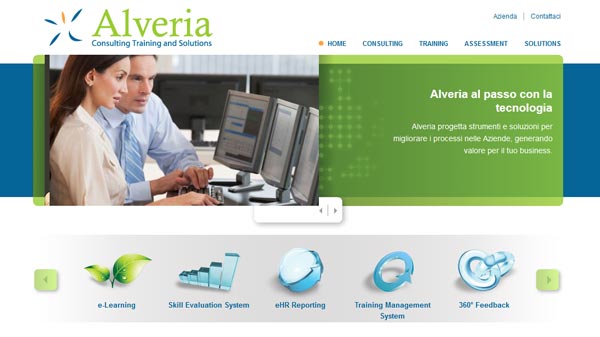 Alveria
Consulting Training and Solutions
Azienda | Contattaci
HOME CONSULTING TRAINING ASSESSMENT SOLUTIONS
Alveria al passo con la
tecnologia
Alveria progetta strumenti e soluzioni per
migliorare i processi nelle Aziende, generando
valore per il tuo business.
e-Learning
Skill Evaluation System
eHR Reporting
Training Management
System
360° Feedback